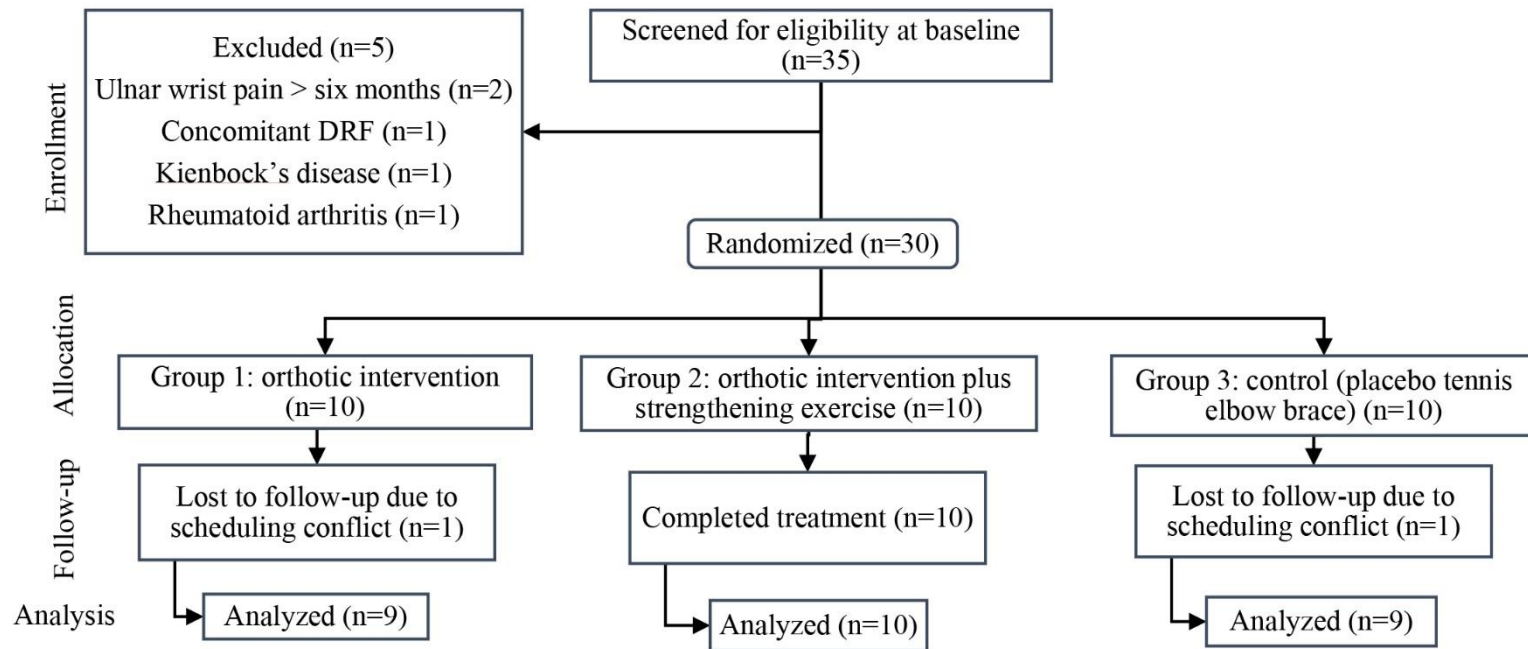 Enrollment
Excluded (n=5)
Ulnar wrist pain > six months (n=2)
Concomitant DRF (n=1)
Kienbock’s disease (n=1)
Rheumatoid arthritis (n=1)
Screened for eligibility at baseline
(n=35)
Randomized (n=30)
Allocation
Group 1: orthotic intervention
(n=10)
Group 2: orthotic intervention plus
strengthening exercise (n=10)
Group 3: control (placebo tennis
elbow brace) (n=10)
Follow-up
Lost to follow-up due to
scheduling conflict (n=1)
Completed treatment (n=10)
Lost to follow-up due to
scheduling conflict (n=1)
Analysis
Analyzed (n=9)
Analyzed (n=10)
Analyzed (n=9)